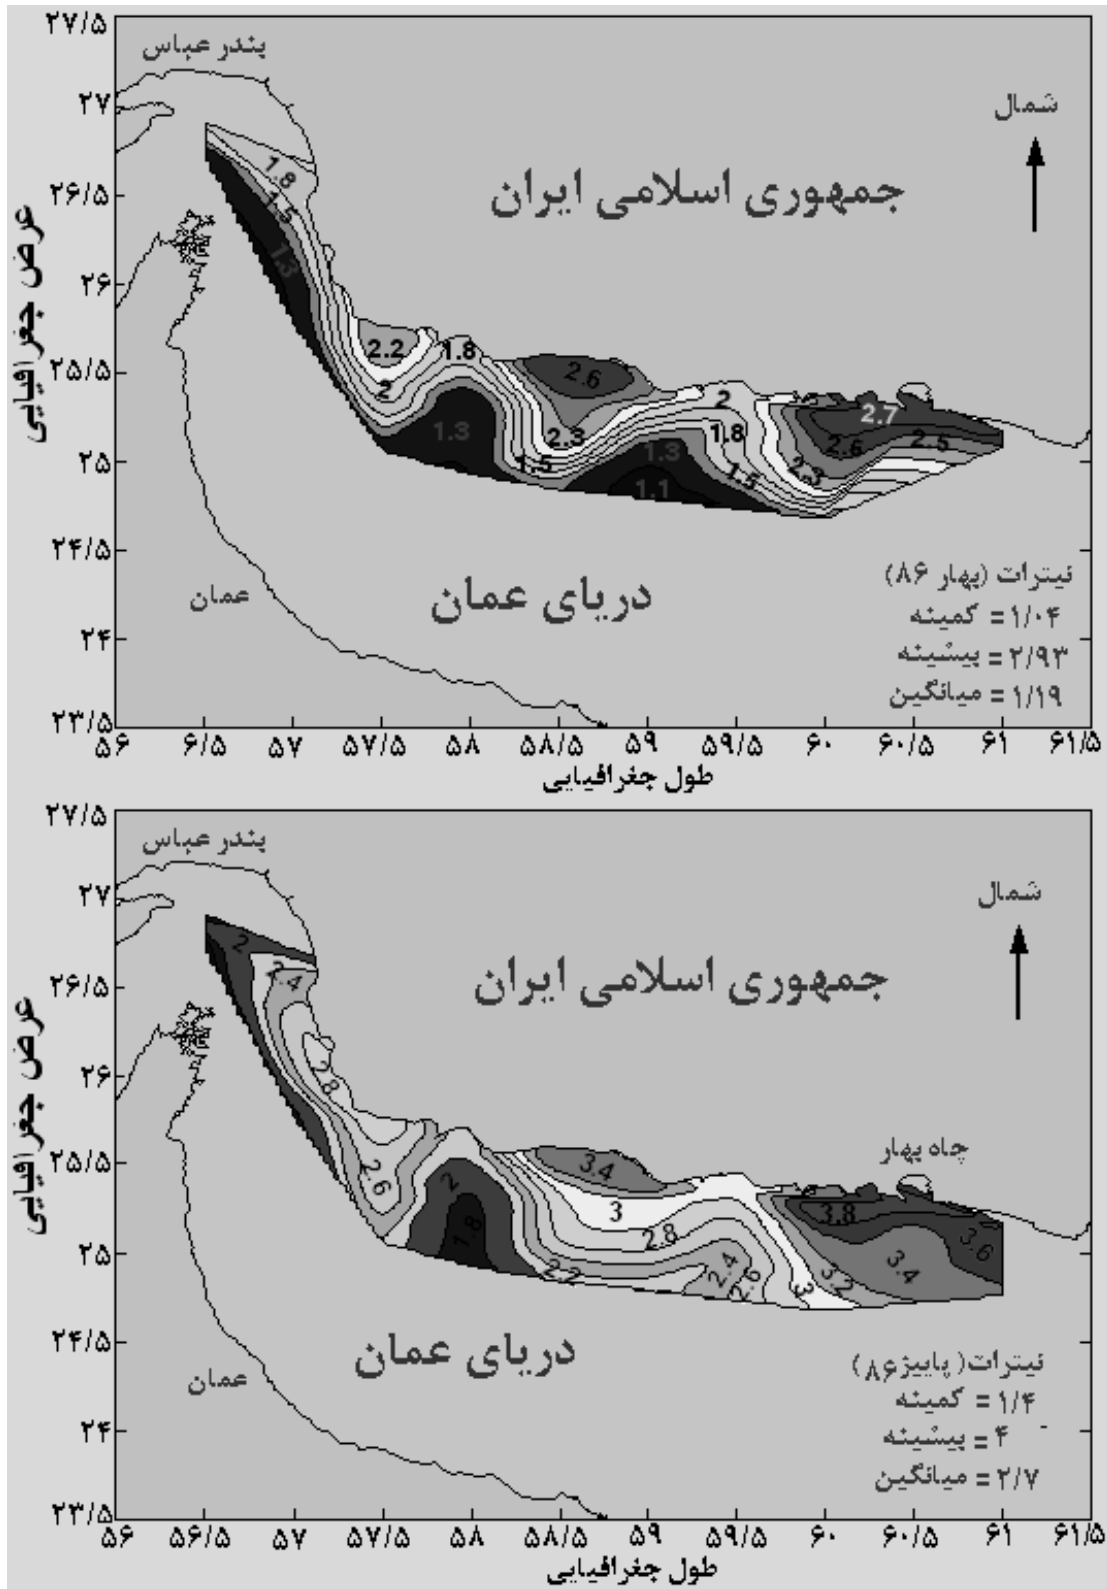 ۲۷/۵
بندر عباس
۲۷
شمال
۲۶/۵
جمهوری اسلامی ایران
عرض جغرافیایی
۲۶
۲۵/۵
۲۵
۲۴/۵
۲۴
۲۳/۵
1.8
1.5
1.3
2.2
1.8
2
2.6
1.3
2.3
1.5
2
1.8
1.3
1.1
1.5
2.7
2.6
2.5
2.3
عمان
دریای عمان
نیترات (بهار ۸۶)
کمینه = ۱/۰۴
پیشینه = ۲/۹۳
میانگین = ۱/۱۹
۵۶ ۶/۵ ۵۷ ۵۷/۵ ۵۸ ۵۸/۵ ۵۹ ۵۹/۵ ۶۰ ۶۰/۵ ۶۱ ۶۱/۵
طول جغرافیایی
۲۷/۵
بندر عباس
۲۷
شمال
۲۶/۵
جمهوری اسلامی ایران
عرض جغرافیایی
۲۶
۲۵/۵
۲۵
۲۴/۵
۲۴
۲۳/۵
چاه بهار
2
2.4
2.8
2.6
2
1.8
2.2
3.4
3
2.8
2.4
2.6
3
3.2
3.8
3.6
3.4
عمان
دریای عمان
نیترات (پاییز ۸۶)
کمینه = ۱/۴
پیشینه = ۴
میانگین = ۲/۷
۵۶ ۵۶/۵ ۵۷ ۵۷/۵ ۵۸ ۵۸/۵ ۵۹ ۵۹/۵ ۶۰ ۶۰/۵ ۶۱ ۶۱/۵
طول جغرافیایی